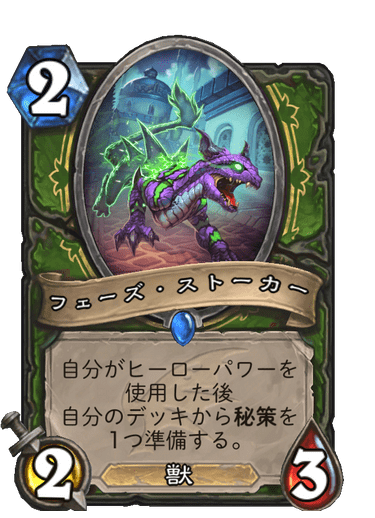 2
フェーズ・ストーカー
自分がヒーローパワーを
使用した後
自分のデッキから秘策を
1つ準備する。
2
獣
3